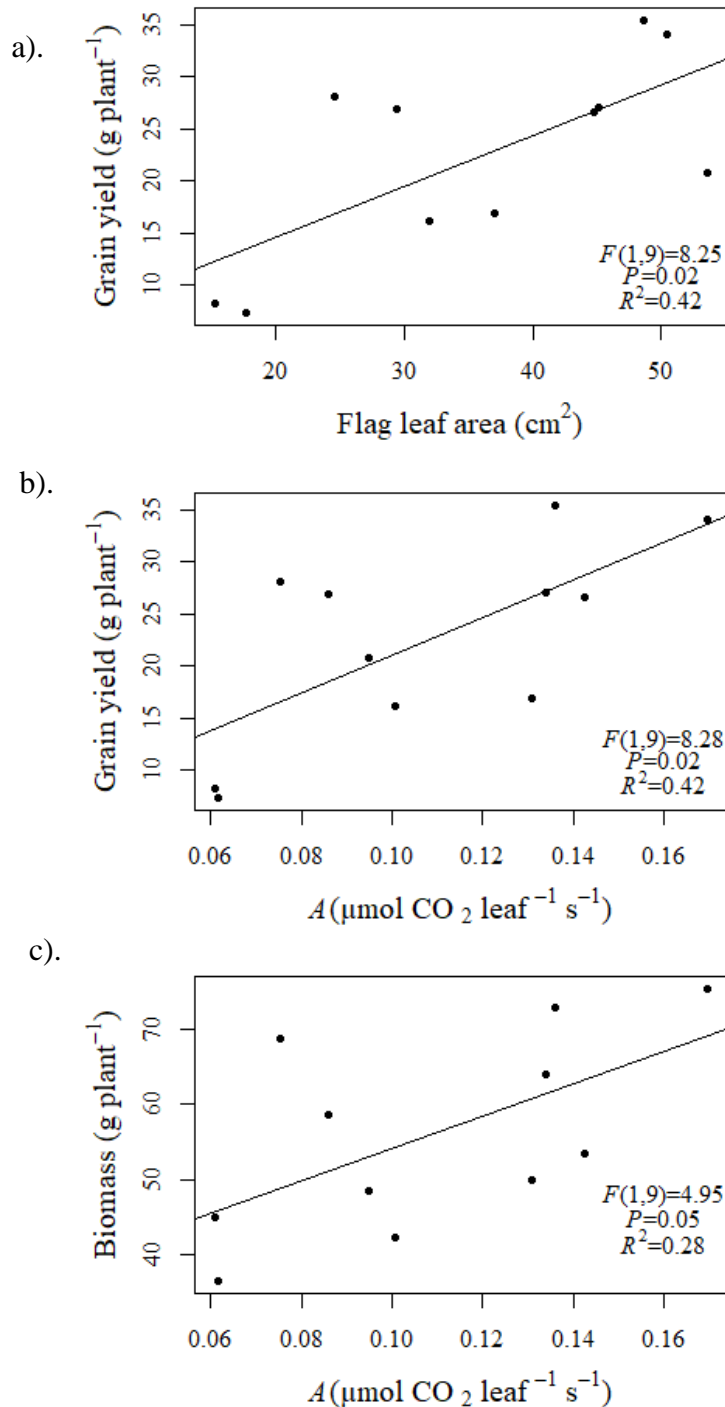 a).
Grain yield (g plant⁻¹)
35
30
25
20
15
10
F(1,9)=8.25
P=0.02
R²=0.42
20 30 40 50
Flag leaf area (cm²)
b).
Grain yield (g plant⁻¹)
35
30
25
20
15
10
F(1,9)=8.28
P=0.02
R²=0.42
0.06 0.08 0.10 0.12 0.14 0.16
A (µmol CO ₂ leaf ⁻¹ s⁻¹)
c).
Biomass (g plant⁻¹)
70
60
50
40
F(1,9)=4.95
P=0.05
R²=0.28
0.06 0.08 0.10 0.12 0.14 0.16
A (µmol CO ₂ leaf ⁻¹ s⁻¹)